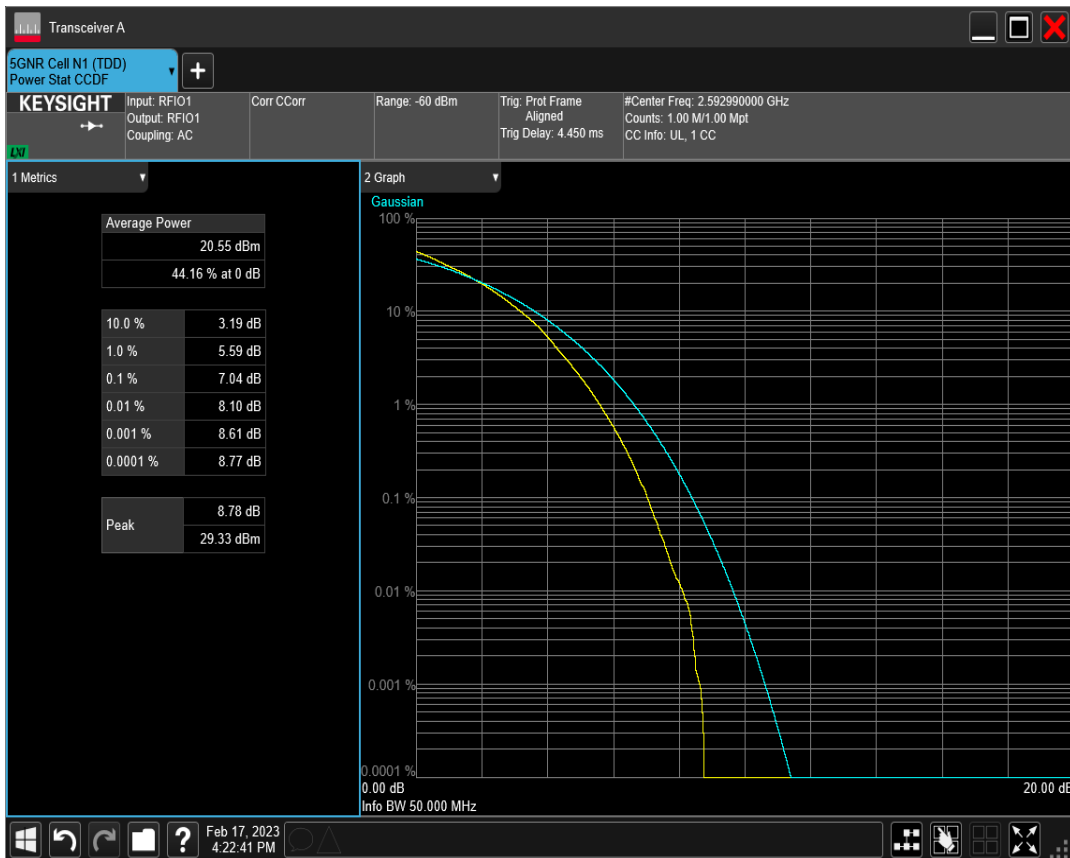 Transceiver A
5GNR Cell N1 (TDD)
Power Stat CCDF
KEYSIGHT
LXI
Input: RFIO1
Output: RFIO1
Coupling: AC
Corr CCorr
Range: -60 dBm
Trig: Prot Frame
Aligned
Trig Delay: 4.450 ms
#Center Freq: 2.592990000 GHz
Counts: 1.00 M/1.00 Mpt
CC Info: UL, 1 CC
1 Metrics
Average Power
20.55 dBm
44.16 % at 0 dB
10.0 % 3.19 dB
1.0 % 5.59 dB
0.1 % 7.04 dB
0.01 % 8.10 dB
0.001 % 8.61 dB
0.0001 % 8.77 dB
Peak
8.78 dB
29.33 dBm
2 Graph
Gaussian
100 %
10 %
1 %
0.1 %
0.01 %
0.001 %
0.0001 %
0.00 dB 20.00 dB
Info BW 50.000 MHz
?
Feb 17, 2023
4:22:41 PM